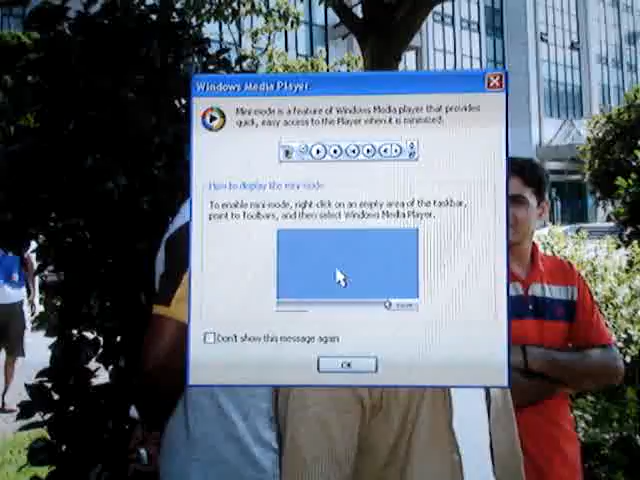 Windows Media Player
Mini mode is a feature of Windows Media player that provides
quick, easy access to the Player when it is minimized.
How to display the mini mode
To enable mini mode, right-click on an empty area of the taskbar,
point to Toolbars, and then select Windows Media Player.
Don't show this message again
OK